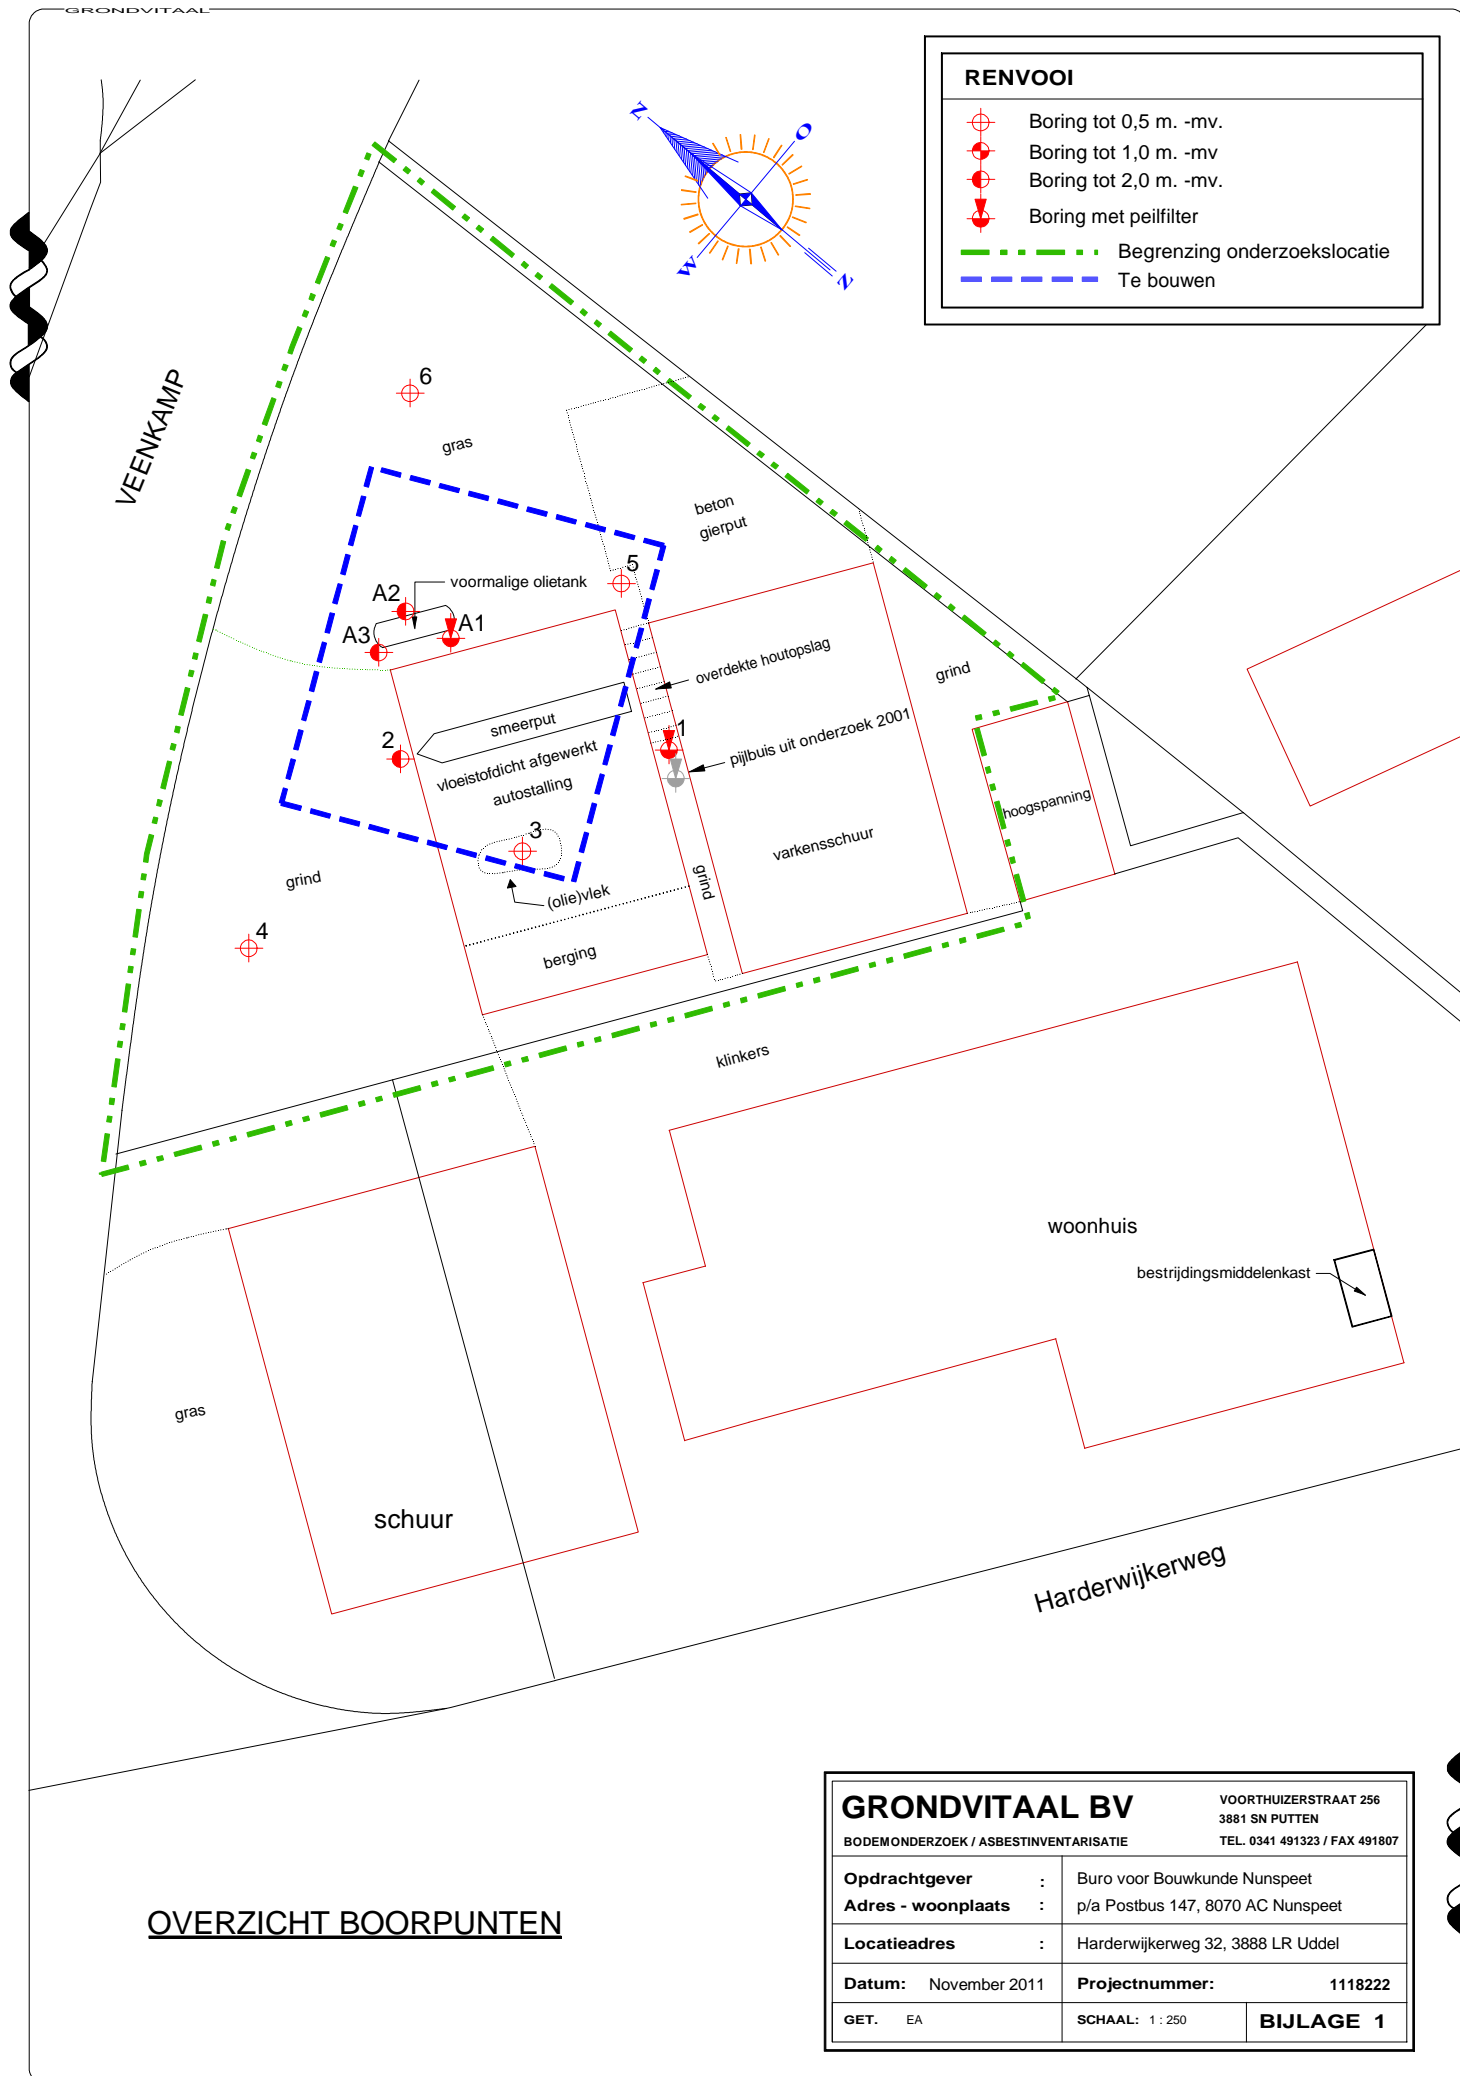 GRONDVITAAL
RENVOOI
Boring tot 0,5 m. -mv.
Boring tot 1,0 m. -mv
Boring tot 2,0 m. -mv.
Boring met peilfilter
Begrenzing onderzoekslocatie
Te bouwen
N
O
W
Z
VEENKAMP
6
gras
beton
gierput
5
voormalige olietank
A2
A1
A3
overdekte houtopslag
grind
smeerput
1
pijlbuis uit onderzoek 2001
2
vloeistofdicht afgewerkt
autostalling
hoogspanning
3
varkensschuur
grind
grind
(olie)vlek
4
berging
klinkers
woonhuis
bestrijdingsmiddelenkast
gras
schuur
Harderwijkerweg
OVERZICHT BOORPUNTEN
GRONDVITAAL BV
VOORTHUIZERSTRAAT 256
3881 SN PUTTEN
BODEMONDERZOEK / ASBESTINVENTARISATIE
TEL. 0341 491323 / FAX 491807
Opdrachtgever : Buro voor Bouwkunde Nunspeet
Adres - woonplaats : p/a Postbus 147, 8070 AC Nunspeet
Locatieadres : Harderwijkerweg 32, 3888 LR Uddel
Datum: November 2011 Projectnummer: 1118222
GET. EA SCHAAL: 1 : 250 BIJLAGE 1